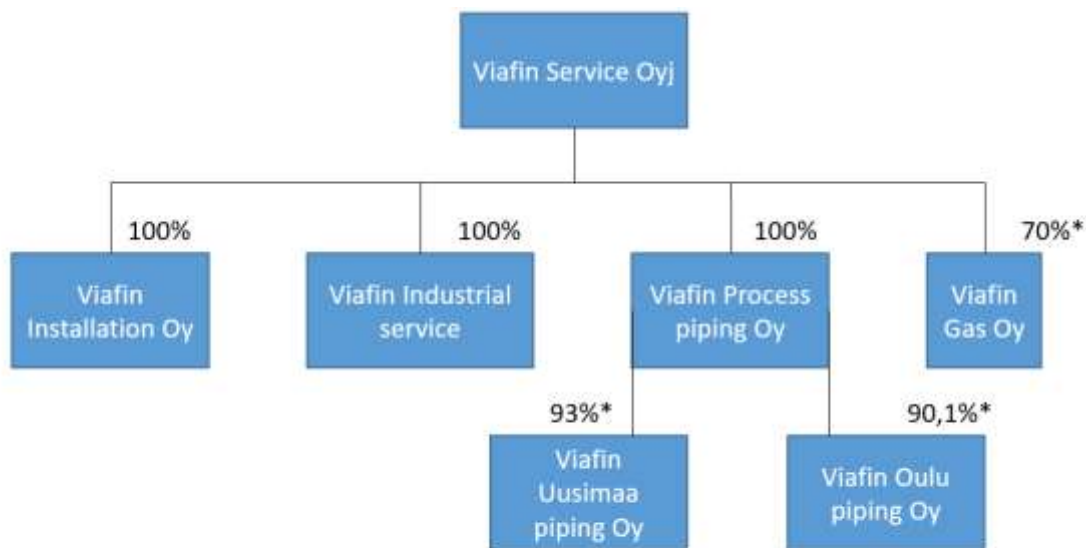 Viafin Service Oyj
100%
100%
100%
70%*
Viafin
Installation Oy
Viafin Industrial
service
Viafin Process
piping Oy
Viafin
Gas Oy
93%*
90,1%*
Viafin
Uusimaa
piping Oy
Viafin Oulu
piping Oy